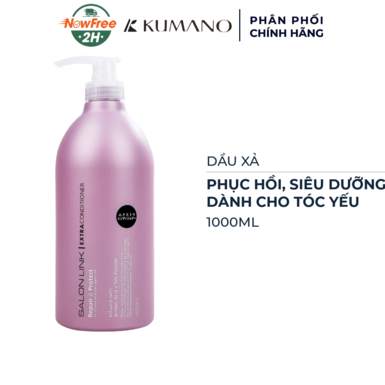 NowFree
2H
KUMANO
PHÂN PHỐI
CHÍNH HÃNG
DẦU XẢ
PHỤC HỒI, SIÊU DƯỠNG
DÀNH CHO TÓC YẾU
1000ML
SALON LINK
EXTRA CONDITIONER
Repair & Protect